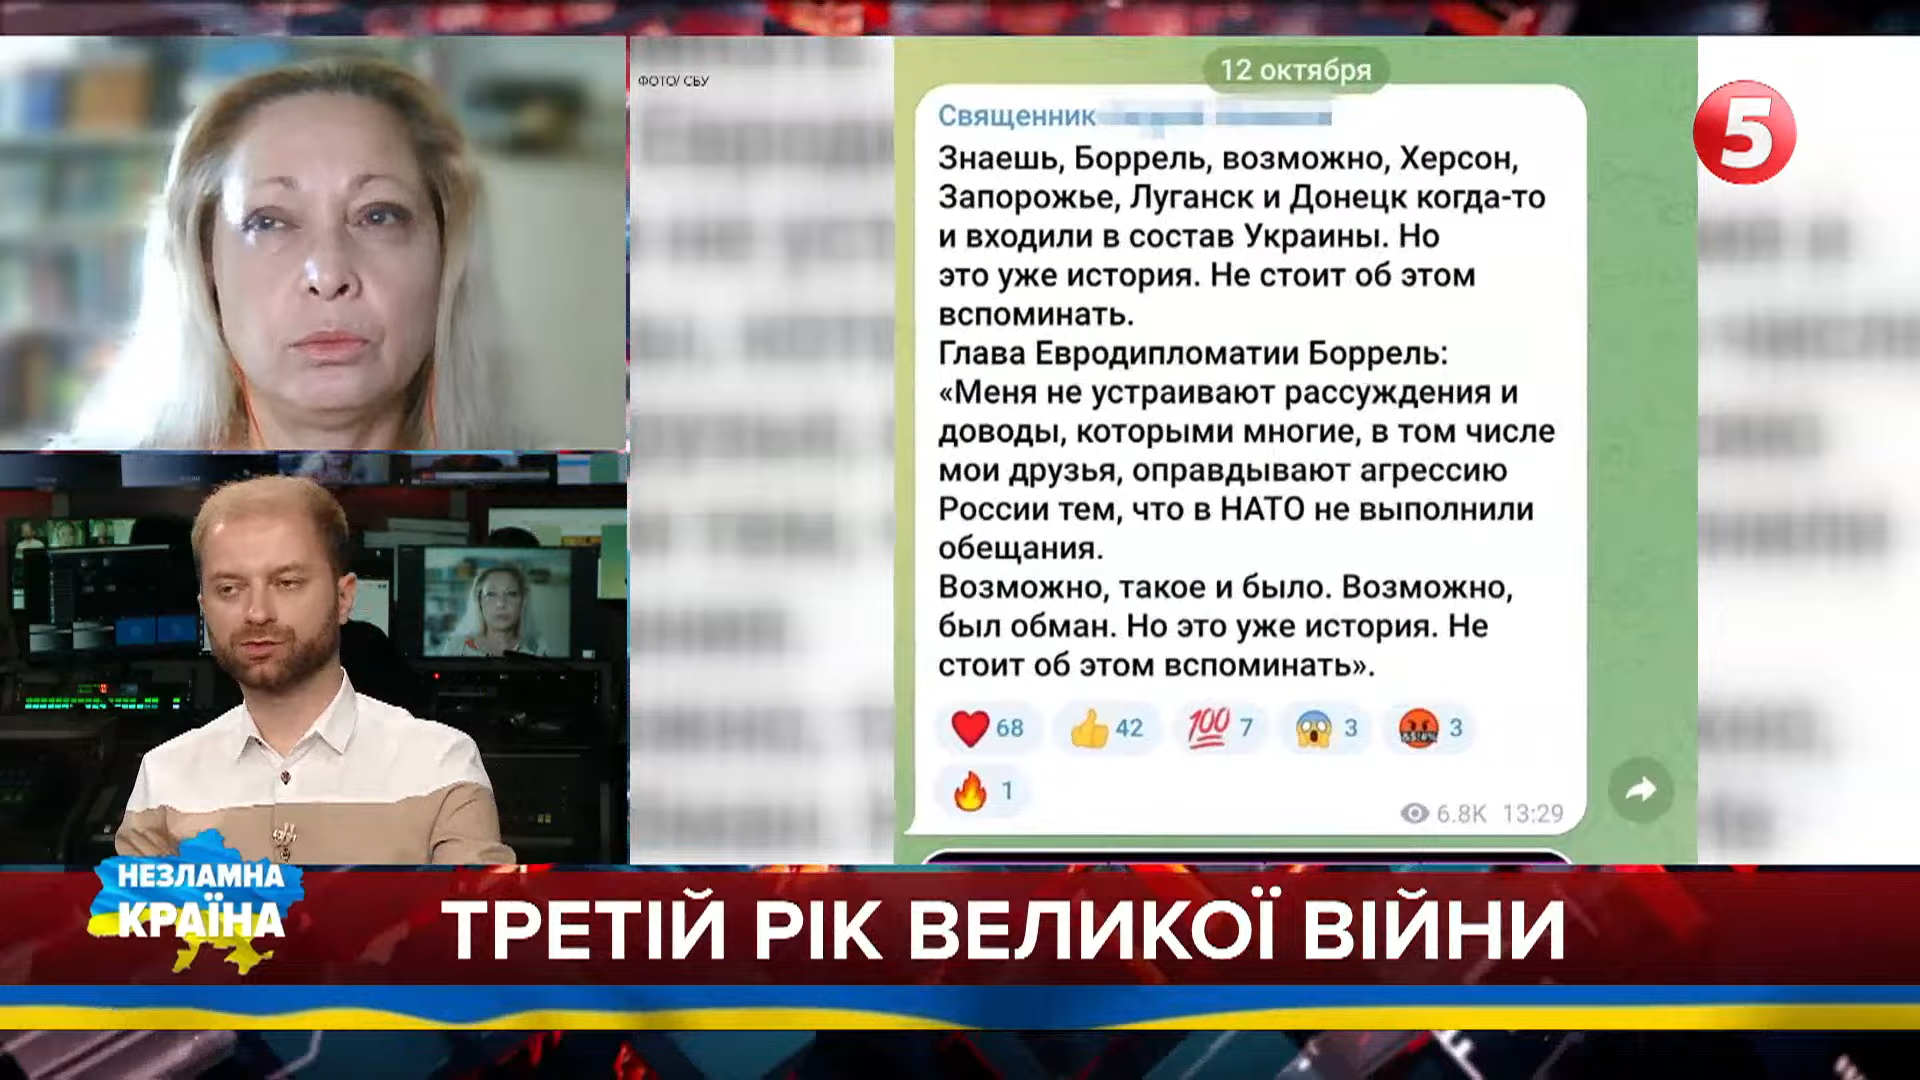 ФОТО/ СБУ
12 октября
5
Священник
Знаешь, Боррель, возможно, Херсон,
Запорожье, Луганск и Донецк когда-то
и входили в состав Украины. Но
это уже история. Не стоит об этом
вспоминать.
Глава Евродипломатии Боррель:
«Меня не устраивают рассуждения и
доводы, которыми многие, в том числе
мои друзья, оправдывают агрессию
России тем, что в НАТО не выполнили
обещания.
Возможно, такое и было. Возможно,
был обман. Но это уже история. Не
стоит об этом вспоминать».
68 42 100 7 3 3
1
6.8K 13:29
НЕЗЛАМНА
КРАЇНА
ТРЕТІЙ РІК ВЕЛИКОЇ ВІЙНИ